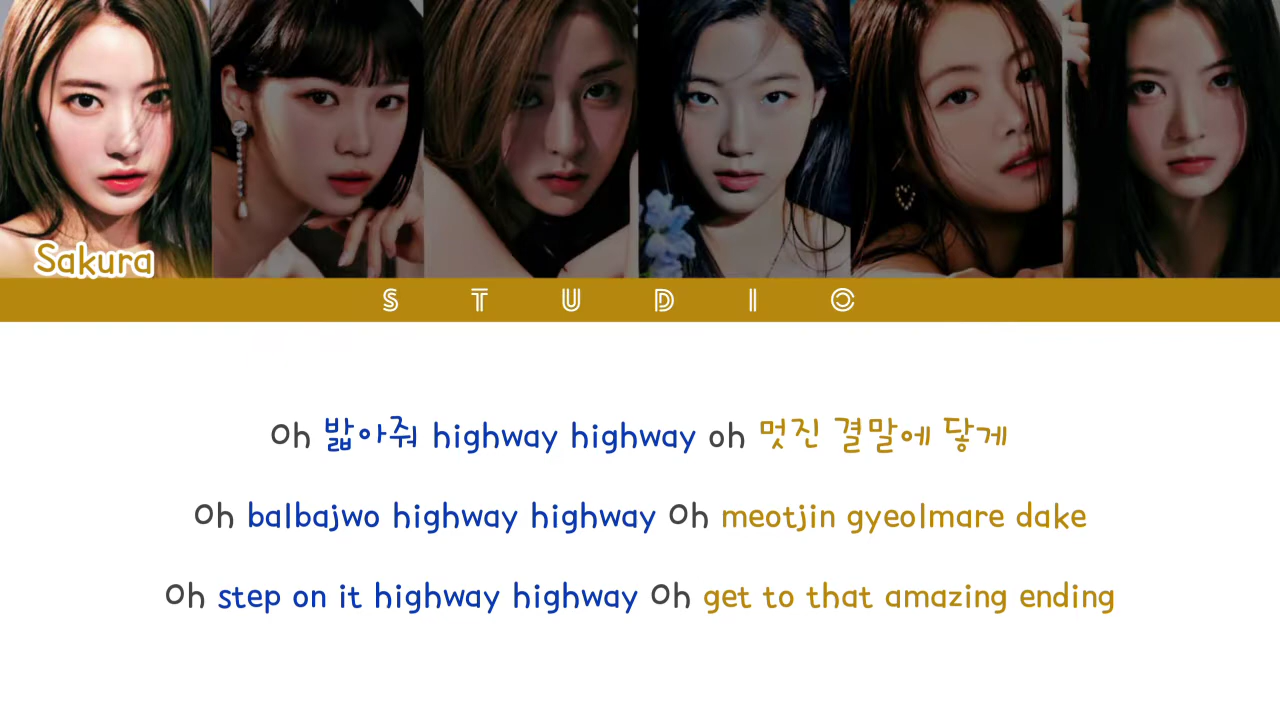 Sakura
STUDIO
Oh 밟아줘 highway highway oh 멋진 결말에 닿게
Oh balbajwo highway highway Oh meotjin gyeolmare dake
Oh step on it highway highway Oh get to that amazing ending